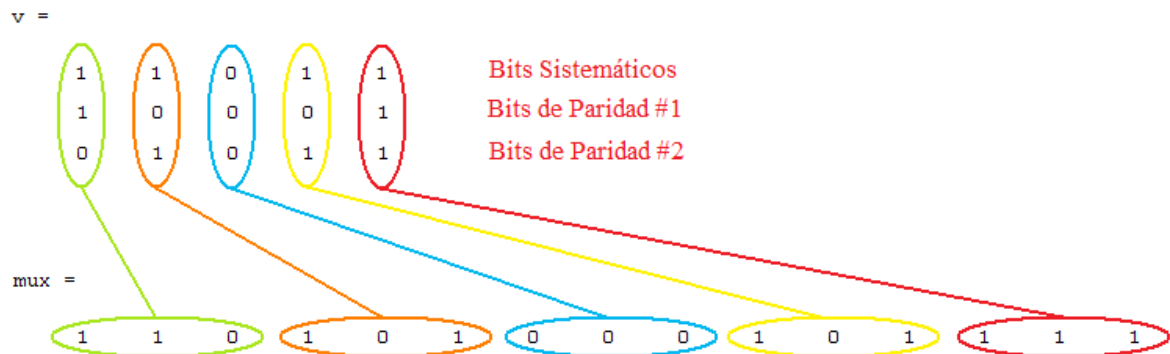 v =
1 1 0 1 1 Bits Sistemáticos
1 0 0 0 1 Bits de Paridad #1
0 1 0 1 1 Bits de Paridad #2
mux =
1 1 0 1 0 1 0 0 0 1 0 1 1 1 1